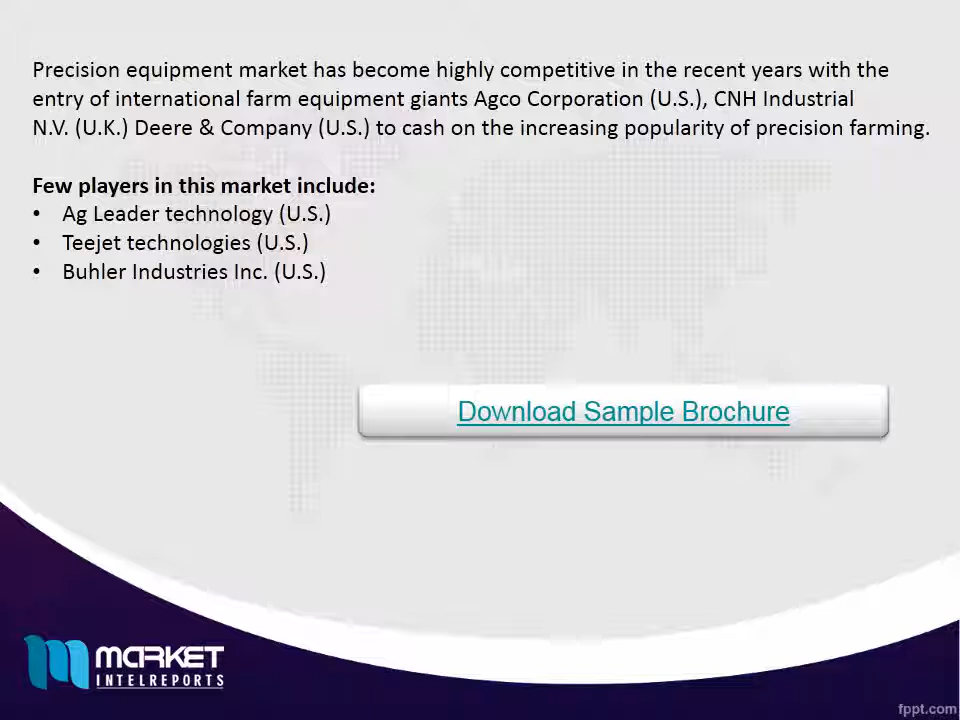 Precision equipment market has become highly competitive in the recent years with the
entry of international farm equipment giants Agco Corporation (U.S.), CNH Industrial
N.V. (U.K.) Deere & Company (U.S.) to cash on the increasing popularity of precision farming.
Few players in this market include:
• Ag Leader technology (U.S.)
• Teejet technologies (U.S.)
• Buhler Industries Inc. (U.S.)
Download Sample Brochure
MARKET
INTELREPORTS
fppt.com